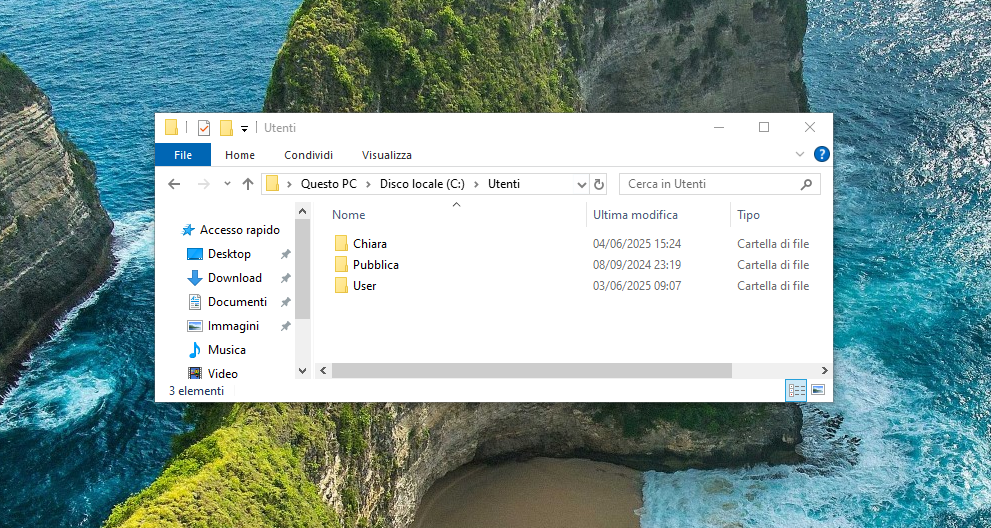 Utenti
File Home Condividi Visualizza ?
Questo PC Disco locale (C:) Utenti Cerca in Utenti
Nome Ultima modifica Tipo
Accesso rapido
Desktop
Download
Documenti
Immagini
Musica
Video
Chiara 04/06/2025 15:24 Cartella di file
Pubblica 08/09/2024 23:19 Cartella di file
User 03/06/2025 09:07 Cartella di file
3 elementi